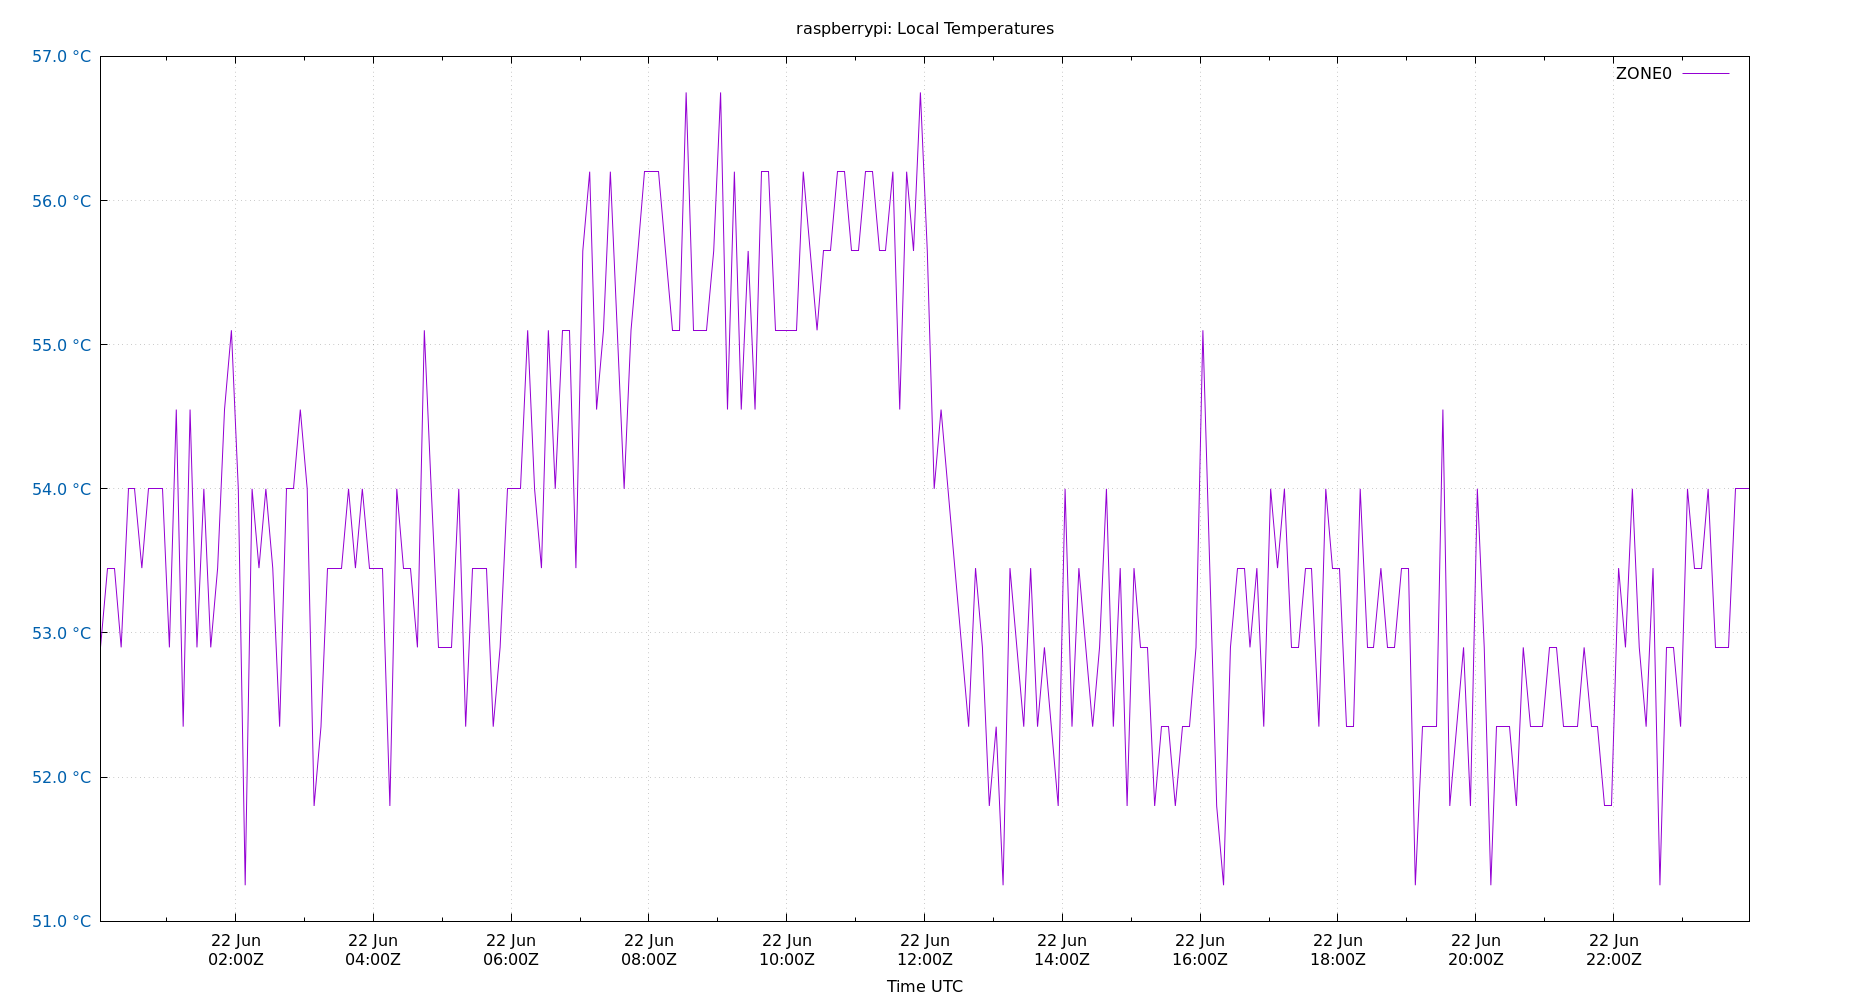 raspberrypi: Local Temperatures
57.0 °C
ZONE0
56.0 °C
55.0 °C
54.0 °C
53.0 °C
52.0 °C
51.0 °C
22 Jun 22 Jun 22 Jun 22 Jun 22 Jun 22 Jun 22 Jun 22 Jun 22 Jun 22 Jun 22 Jun
02:00Z 04:00Z 06:00Z 08:00Z 10:00Z 12:00Z 14:00Z 16:00Z 18:00Z 20:00Z 22:00Z
Time UTC